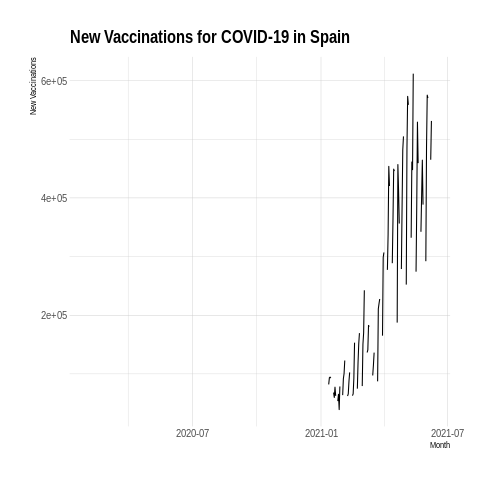 New Vaccinations for COVID-19 in Spain
New Vaccinations
6e+05
4e+05
2e+05
2020-07
2021-01
2021-07
Month